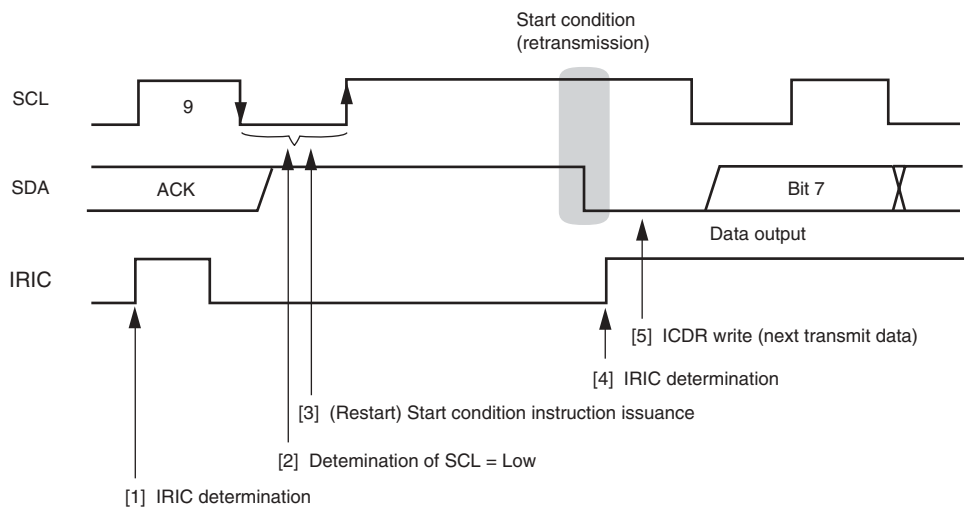 Start condition
(retransmission)
SCL
9
SDA
ACK
Bit 7
Data output
IRIC
[5] ICDR write (next transmit data)
[4] IRIC determination
[3] (Restart) Start condition instruction issuance
[2] Detemination of SCL = Low
[1] IRIC determination